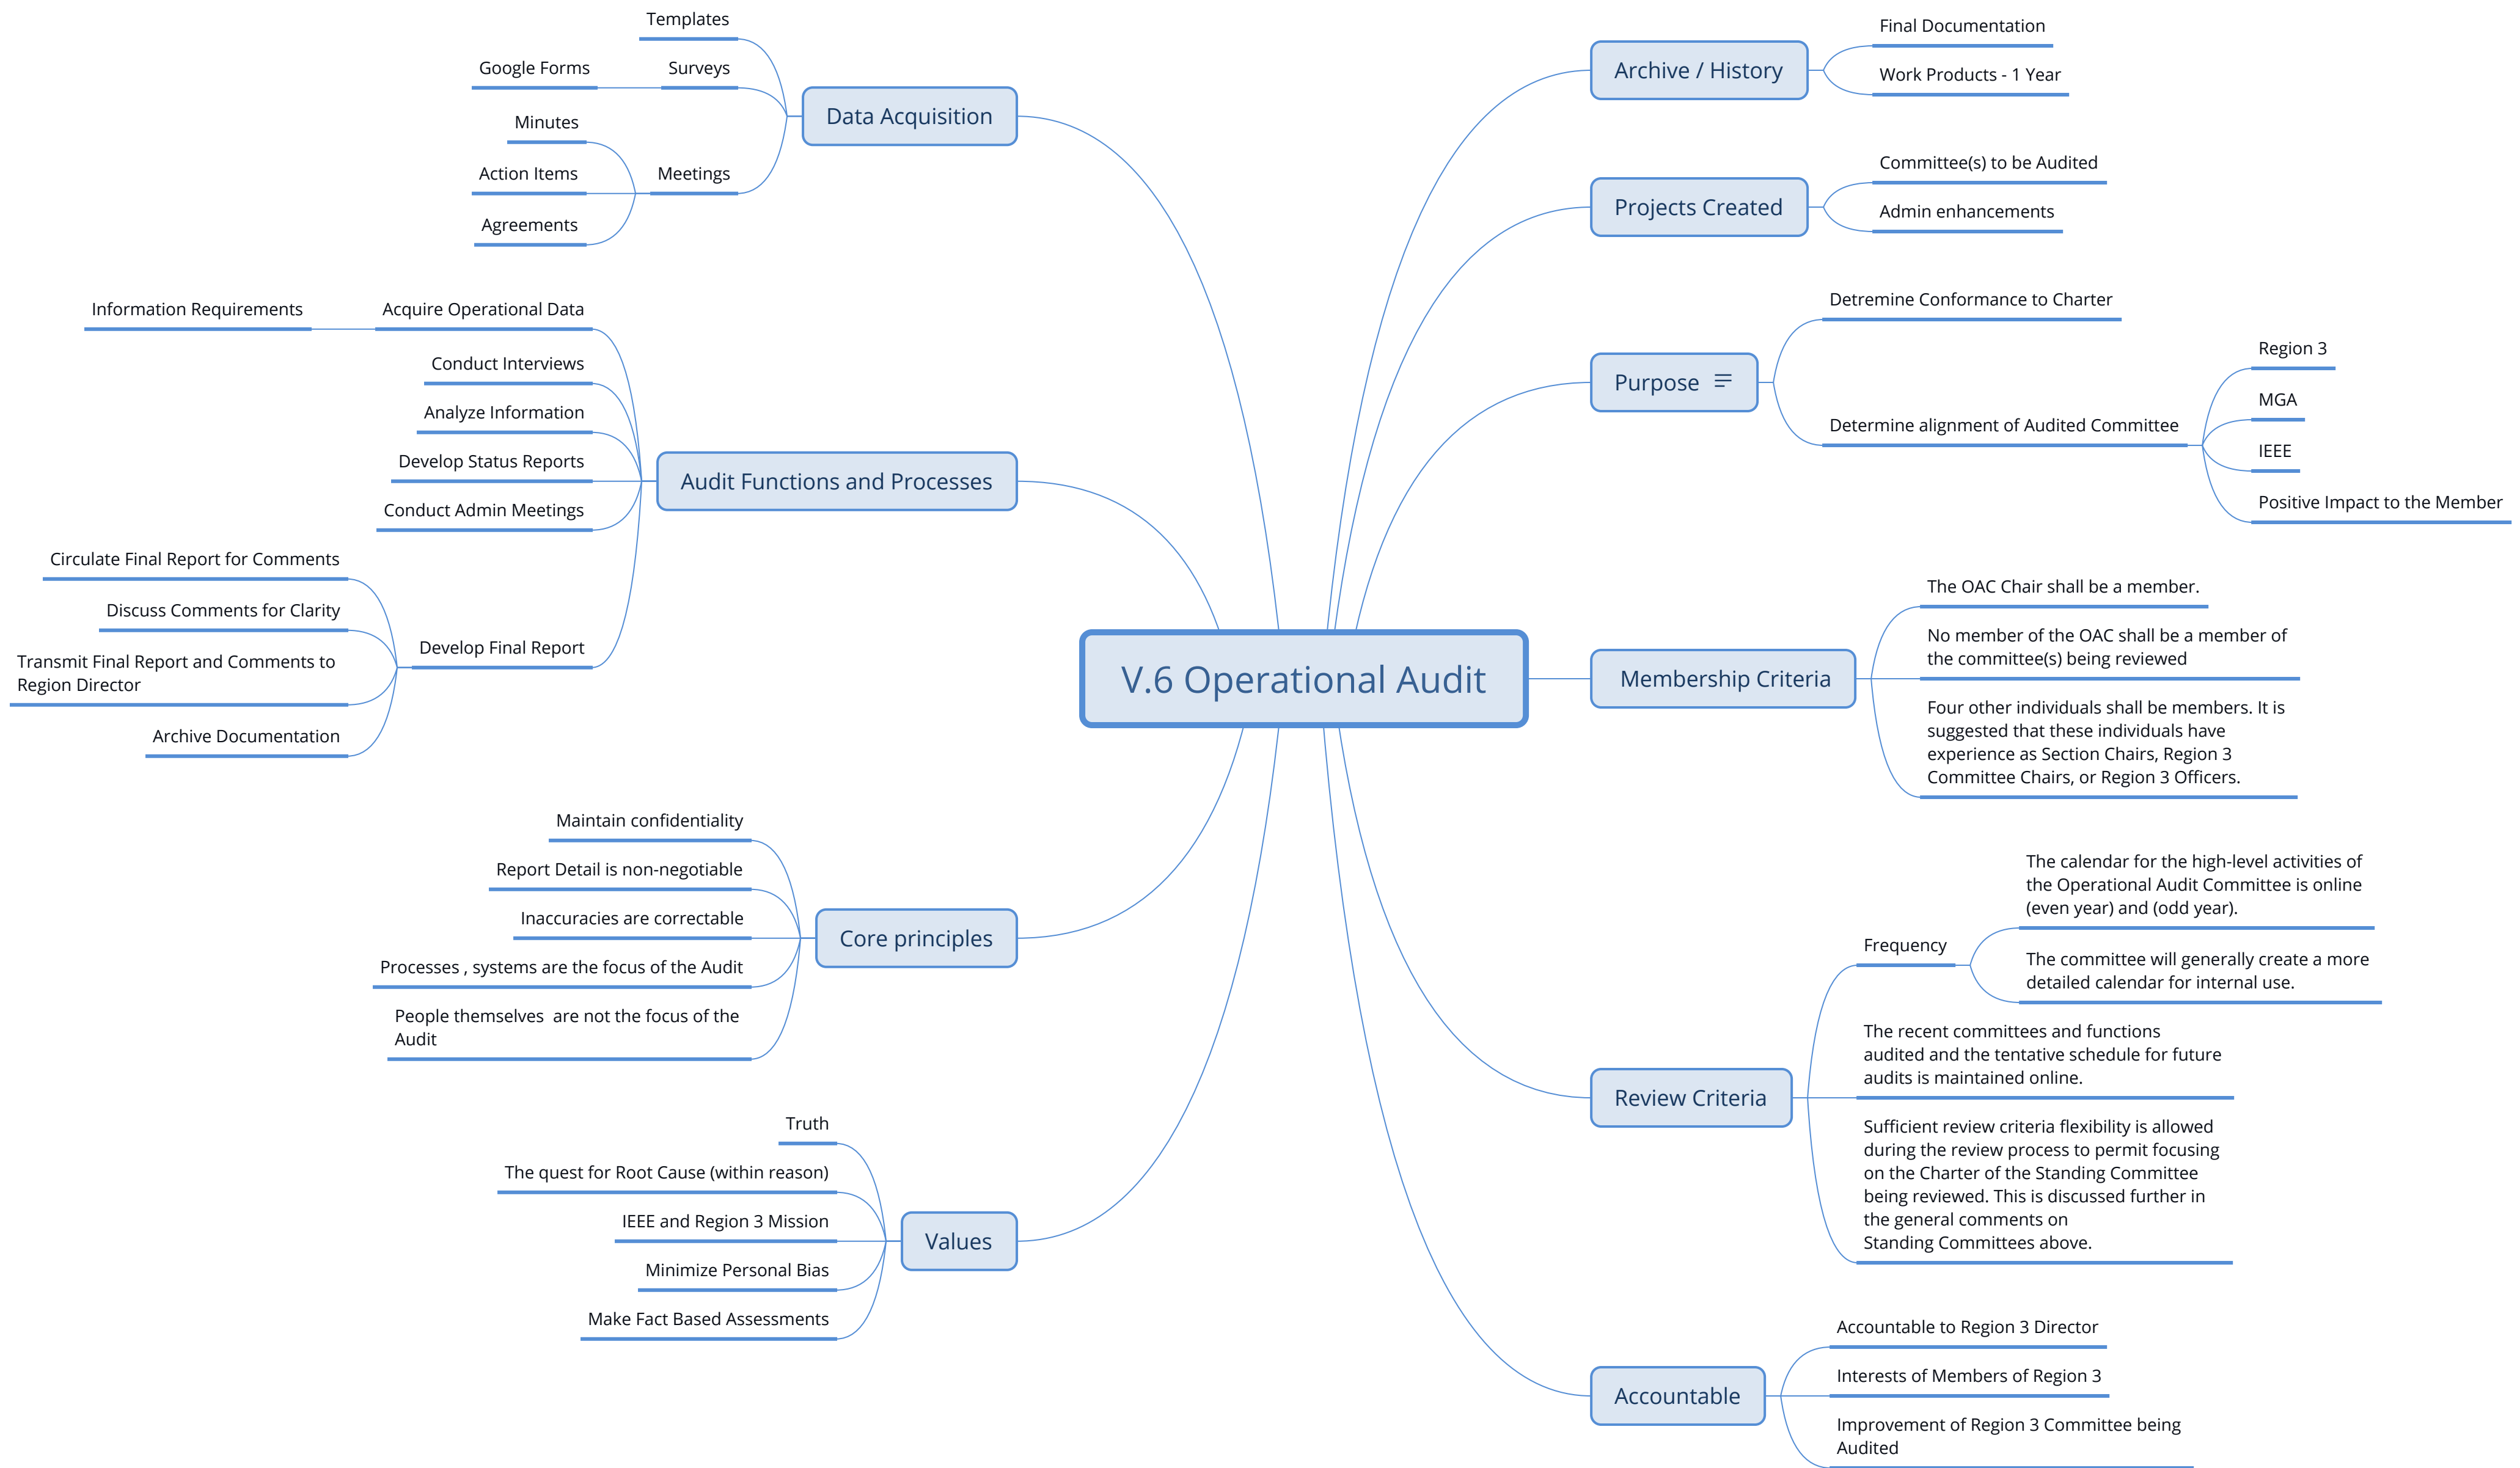 V.6 Operational Audit
Archive / History
Final Documentation
Work Products - 1 Year
Projects Created
Committee(s) to be Audited
Admin enhancements
Purpose
Detremine Conformance to Charter
Determine alignment of Audited Committee
Region 3
MGA
IEEE
Positive Impact to the Member
Membership Criteria
The OAC Chair shall be a member.
No member of the OAC shall be a member of
the committee(s) being reviewed
Four other individuals shall be members. It is
suggested that these individuals have
experience as Section Chairs, Region 3
Committee Chairs, or Region 3 Officers.
Review Criteria
Frequency
The calendar for the high-level activities of
the Operational Audit Committee is online
(even year) and (odd year).
The committee will generally create a more
detailed calendar for internal use.
The recent committees and functions
audited and the tentative schedule for future
audits is maintained online.
Sufficient review criteria flexibility is allowed
during the review process to permit focusing
on the Charter of the Standing Committee
being reviewed. This is discussed further in
the general comments on
Standing Committees above.
Accountable
Accountable to Region 3 Director
Interests of Members of Region 3
Improvement of Region 3 Committee being
Audited
Data Acquisition
Templates
Surveys
Google Forms
Meetings
Minutes
Action Items
Agreements
Audit Functions and Processes
Acquire Operational Data
Information Requirements
Conduct Interviews
Analyze Information
Develop Status Reports
Conduct Admin Meetings
Develop Final Report
Circulate Final Report for Comments
Discuss Comments for Clarity
Transmit Final Report and Comments to
Region Director
Archive Documentation
Core principles
Maintain confidentiality
Report Detail is non-negotiable
Inaccuracies are correctable
Processes , systems are the focus of the Audit
People themselves  are not the focus of the
Audit
Values
Truth
The quest for Root Cause (within reason)
IEEE and Region 3 Mission
Minimize Personal Bias
Make Fact Based Assessments